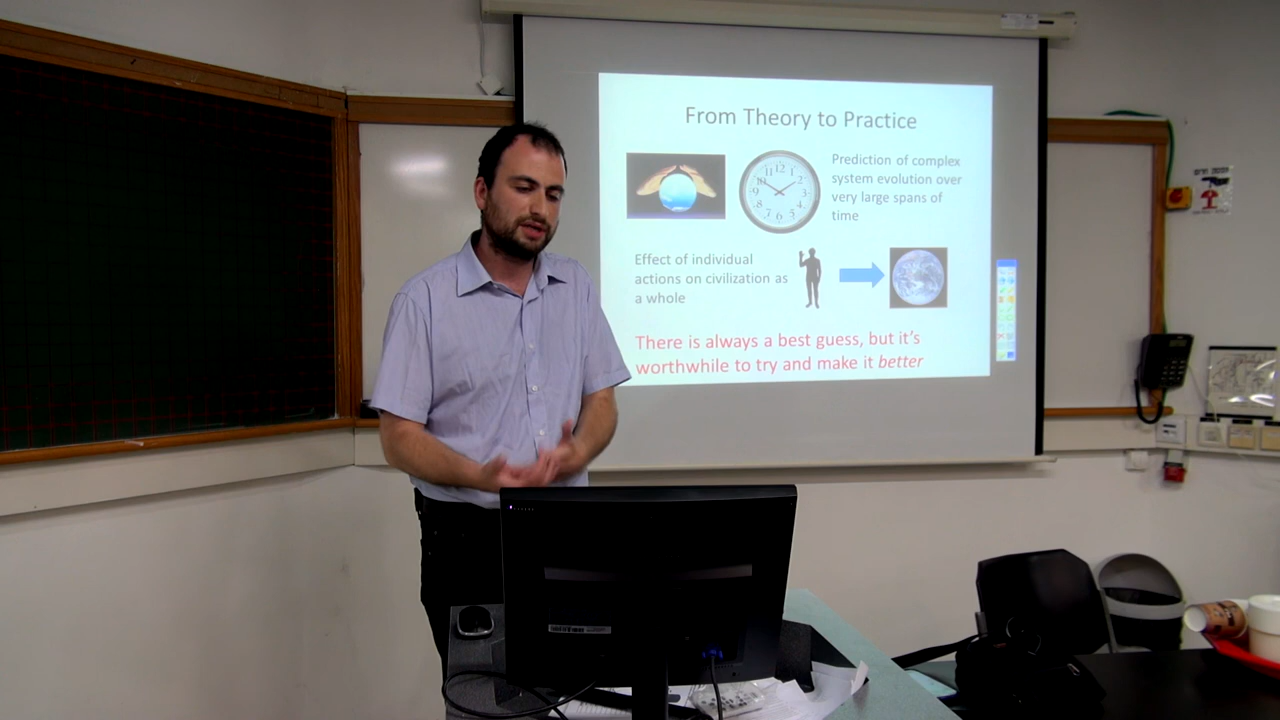 From Theory to Practice
Prediction of complex
system evolution over
very large spans of
time
Effect of individual
actions on civilization as
a whole
There is always a best guess, but it's
worthwhile to try and make it better